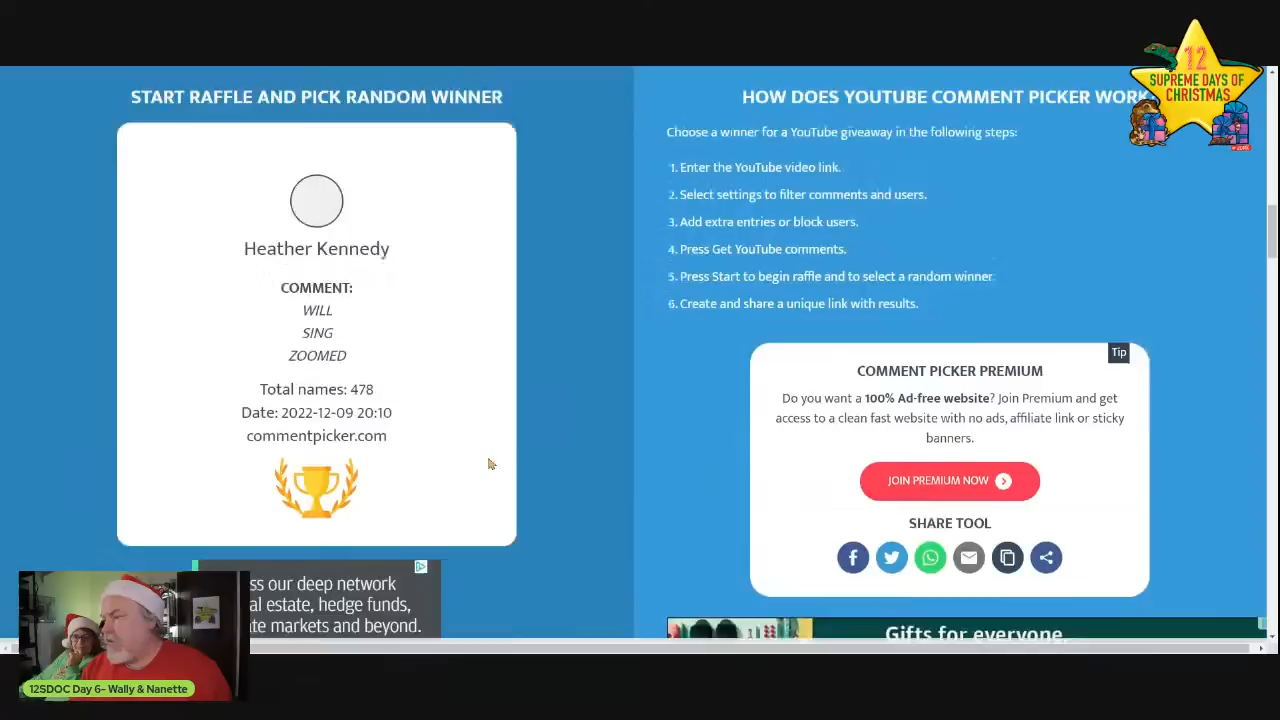 START RAFFLE AND PICK RANDOM WINNER
Heather Kennedy
COMMENT:
WILL
SING
ZOOMED
Total names: 478
Date: 2022-12-09 20:10
commentpicker.com
ss our deep network
al estate, hedge funds,
te markets and beyond.
12SDOC Day 6- Wally & Nanette
HOW DOES YOUTUBE COMMENT PICKER WORK
Choose a winner for a YouTube giveaway in the following steps:
1. Enter the YouTube video link.
2. Select settings to filter comments and users.
3. Add extra entries or block users.
4. Press Get YouTube comments.
5. Press Start to begin raffle and to select a random winner.
6. Create and share a unique link with results.
Tip
COMMENT PICKER PREMIUM
Do you want a 100% Ad-free website? Join Premium and get
access to a clean fast website with no ads, affiliate link or sticky
banners.
JOIN PREMIUM NOW
SHARE TOOL
Gifts for everyone
12
SUPREME DAYS OF
CHRISTMAS